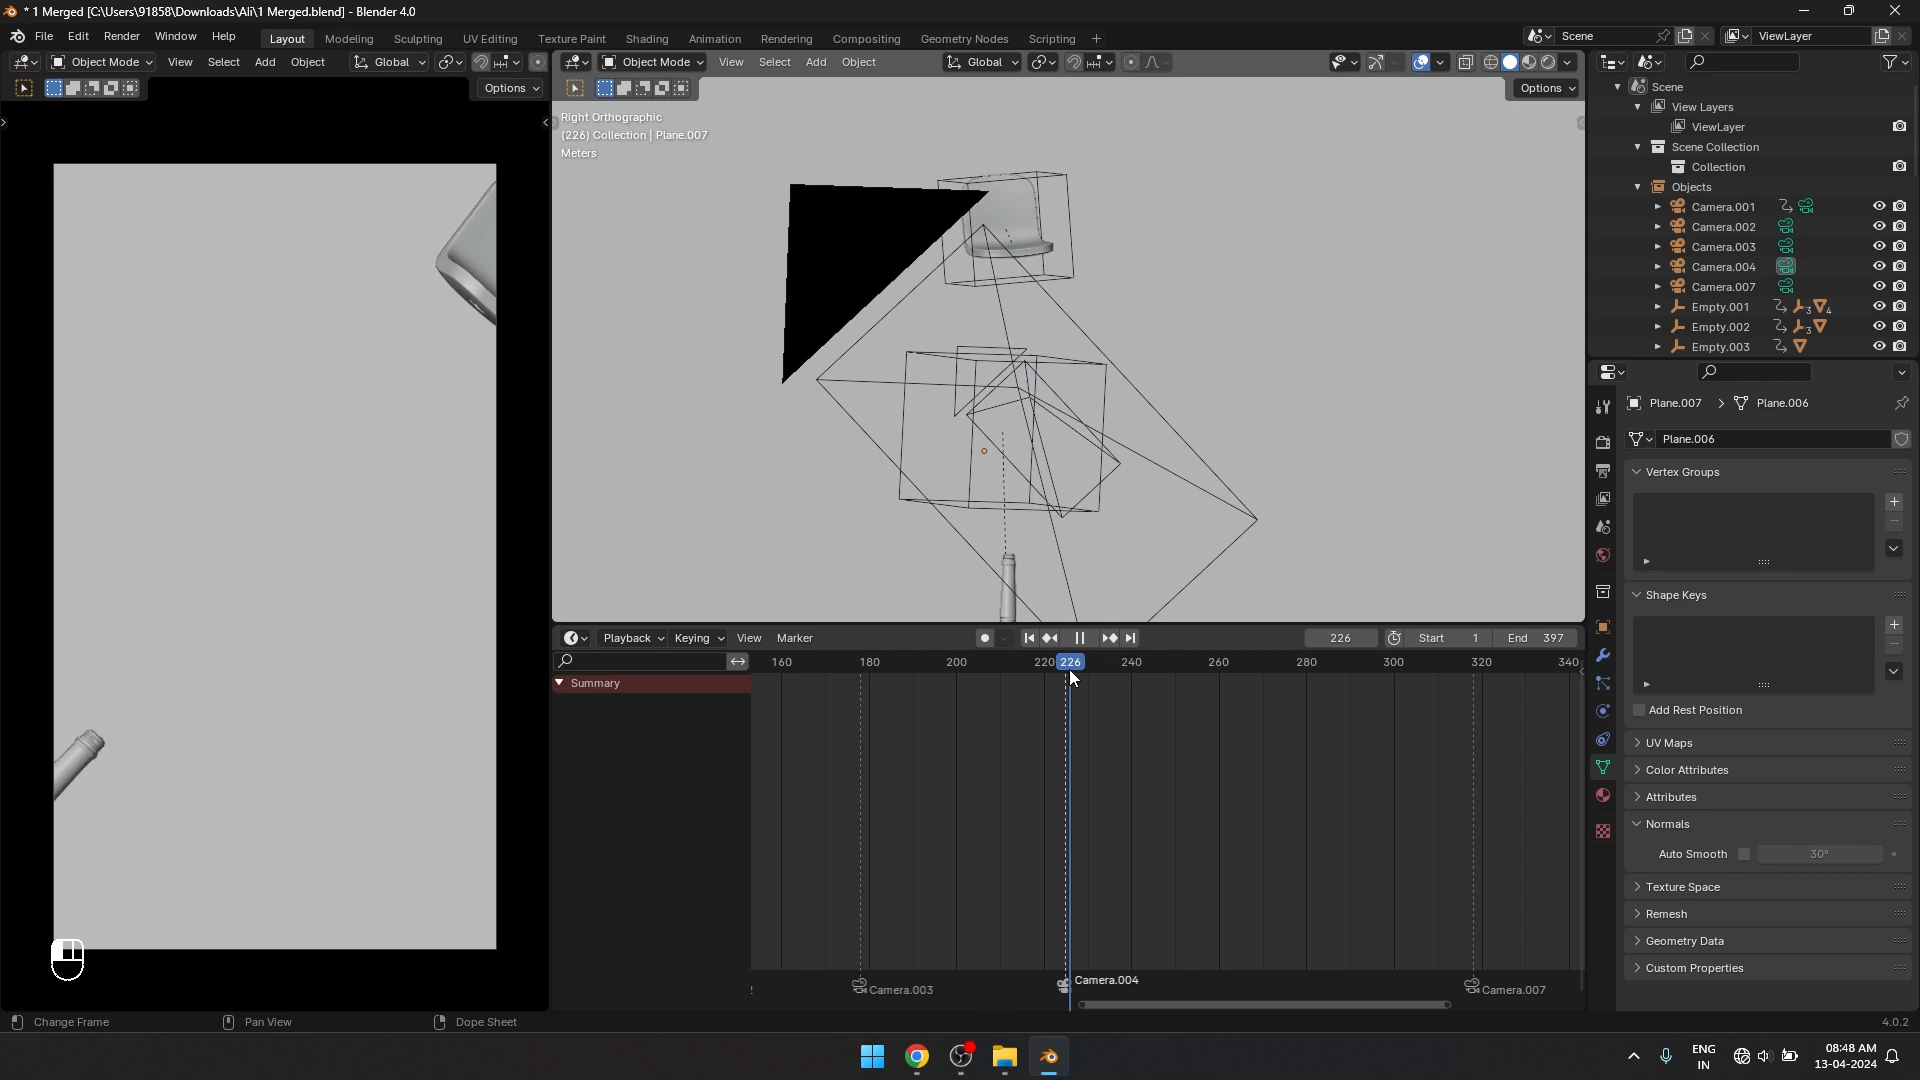 * 1 Merged [C:\Users\91858\Downloads\Ali\1 Merged.blend] - Blender 4.0
File Edit Render Window Help Layout Modeling Sculpting UV Editing Texture Paint Shading Animation Rendering Compositing Geometry Nodes Scripting + Scene ViewLayer
Object Mode View Select Add Object Global Object Mode View Select Add Object Global
Options Options
Right Orthographic
(226) Collection | Plane.007
Meters
Scene
View Layers
ViewLayer
Scene Collection
Collection
Objects
Camera.001
Camera.002
Camera.003
Camera.004
Camera.007
Empty.001 3 4
Empty.002 3
Empty.003
Plane.007 Plane.006
Plane.006
Vertex Groups
Shape Keys
Add Rest Position
UV Maps
Color Attributes
Attributes
Normals
Auto Smooth 30°
Texture Space
Remesh
Geometry Data
Custom Properties
Playback Keying View Marker 226 Start 1 End 397
160 180 200 220 226 240 260 280 300 320 340
Summary
Camera.004
Camera.003 Camera.007
Change Frame Pan View Dope Sheet 4.0.2
ENG
IN
08:48 AM
13-04-2024